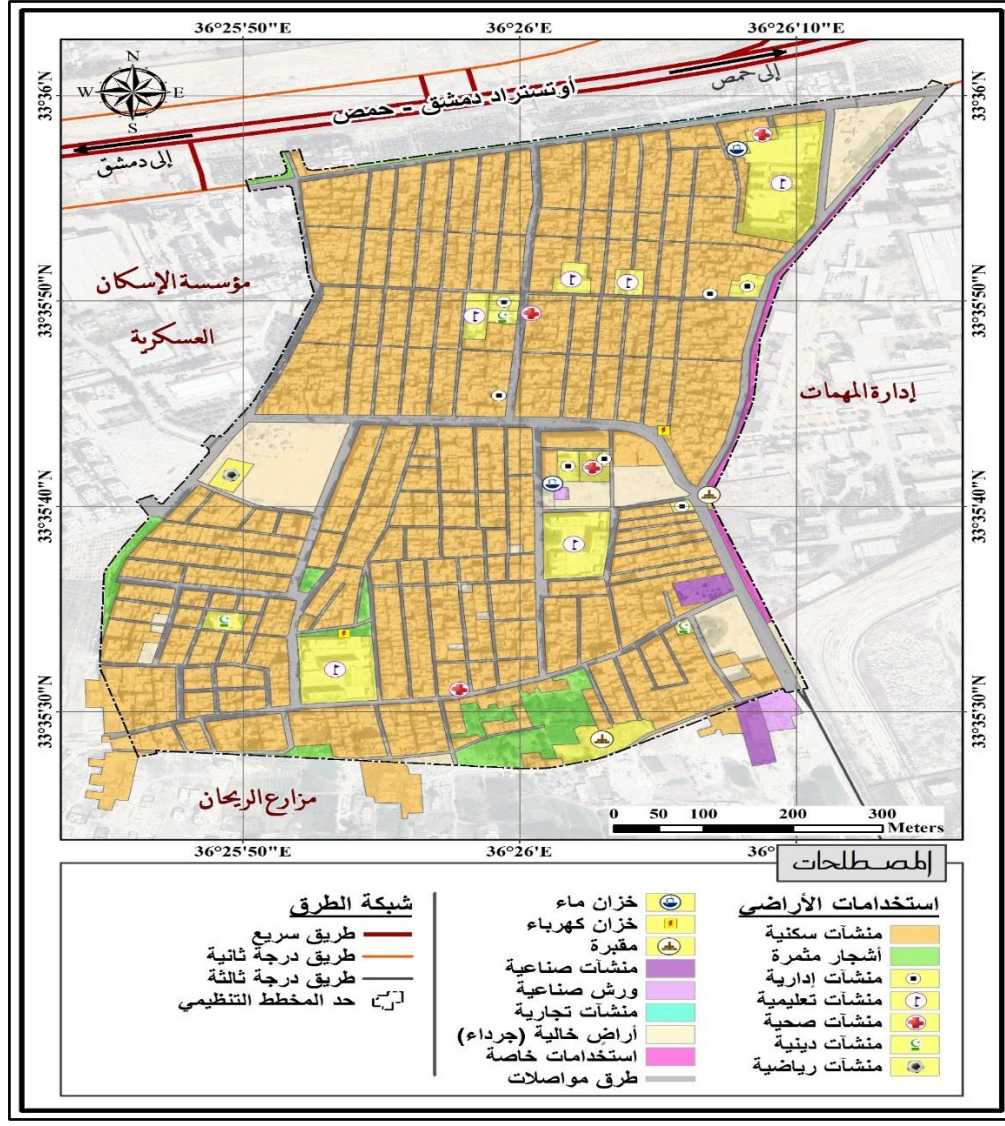 36°25'50"E
36°26'E
36°26'10"E
33°36'N
33°36'N
N
W
E
S
إلى حمص
أوتستراد دمشق - حمص
إلى دمشق
مؤسسة الإسكان
العسكرية
33°35'50"N
33°35'50"N
إدارة المهمات
33°35'40"N
33°35'40"N
33°35'30"N
33°35'30"N
مزارع الريحان
0 50 100 200 300
Meters
36°25'50"E
36°26'E
36°26'10"E
المصطلحات
استخدامات الأراضي
منشآت سكنية
أشجار مثمرة
منشآت إدارية
منشآت تعليمية
منشآت صحية
منشآت دينية
منشآت رياضية
خزان ماء
خزان كهرباء
مقبرة
منشآت صناعية
ورش صناعية
منشآت تجارية
أراضٍ خالية (جرداء)
استخدامات خاصة
طرق مواصلات
شبكة الطرق
طريق سريع
طريق درجة ثانية
طريق درجة ثالثة
حد المخطط التنظيمي